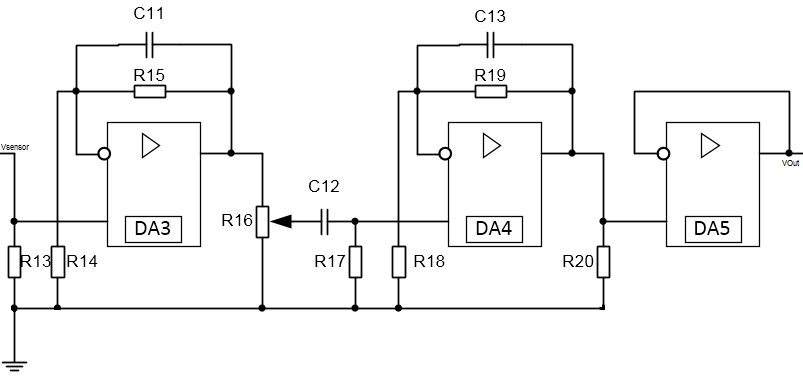 C11
C13
R15
R19
Vsensor
DA3
R16
C12
DA4
DA5
VOut
R13
R14
R17
R18
R20